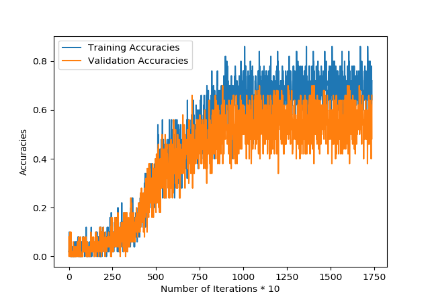 Training Accuracies
Validation Accuracies
0.8
0.6
0.4
0.2
0.0
Accuracies
0 250 500 750 1000 1250 1500 1750
Number of Iterations * 10